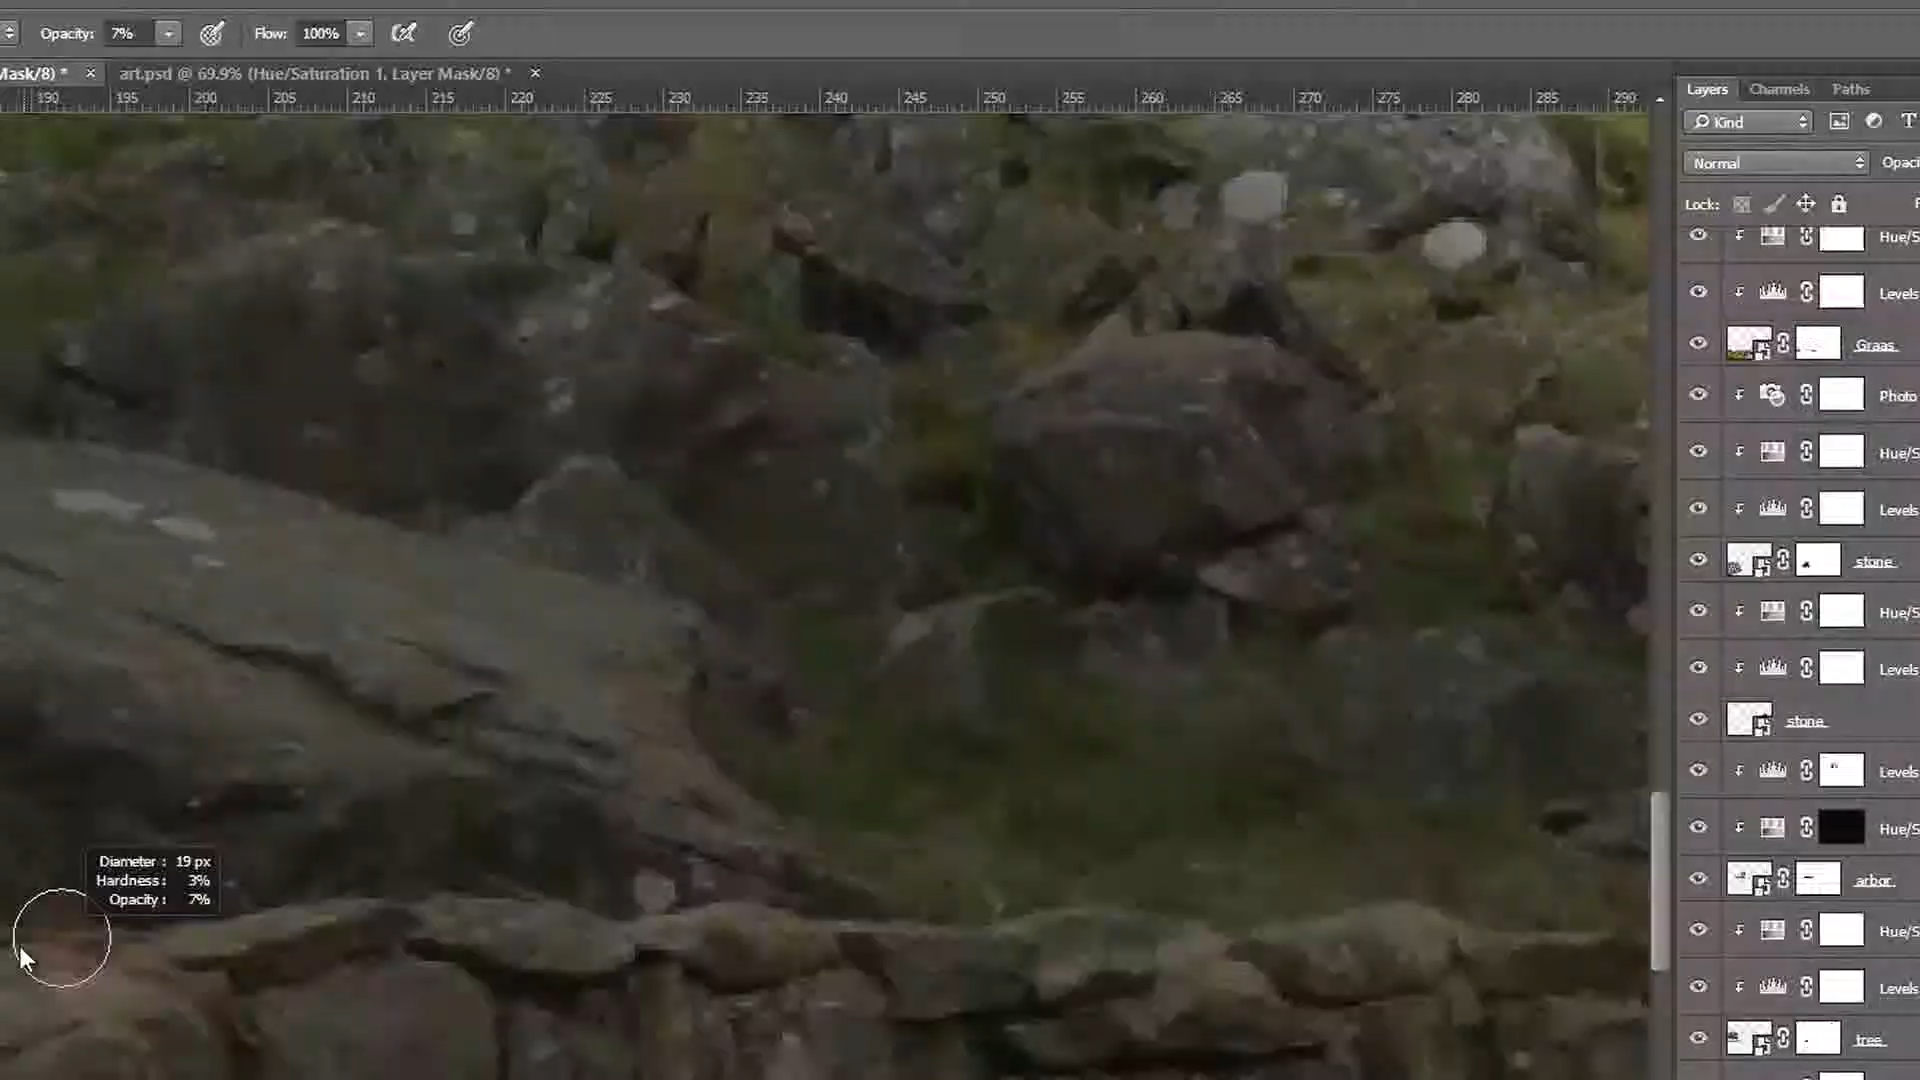 Opacity: 7% Flow: 100%
Mask/8) * × art.psd @ 69.9% (Hue/Saturation 1, Layer Mask/8) * ×
190 195 200 205 210 215 220 225 230 235 240 245 250 255 260 265 270 275 280 285 290
Layers Channels Paths
Kind T
Normal Opaci
Lock: F
Hue/S
Levels
Graas
Photo
Hue/S
Levels
stone
Hue/S
Levels
stone
Levels
Hue/S
arbor
Hue/S
Levels
tree
Diameter : 19 px
Hardness : 3%
Opacity : 7%